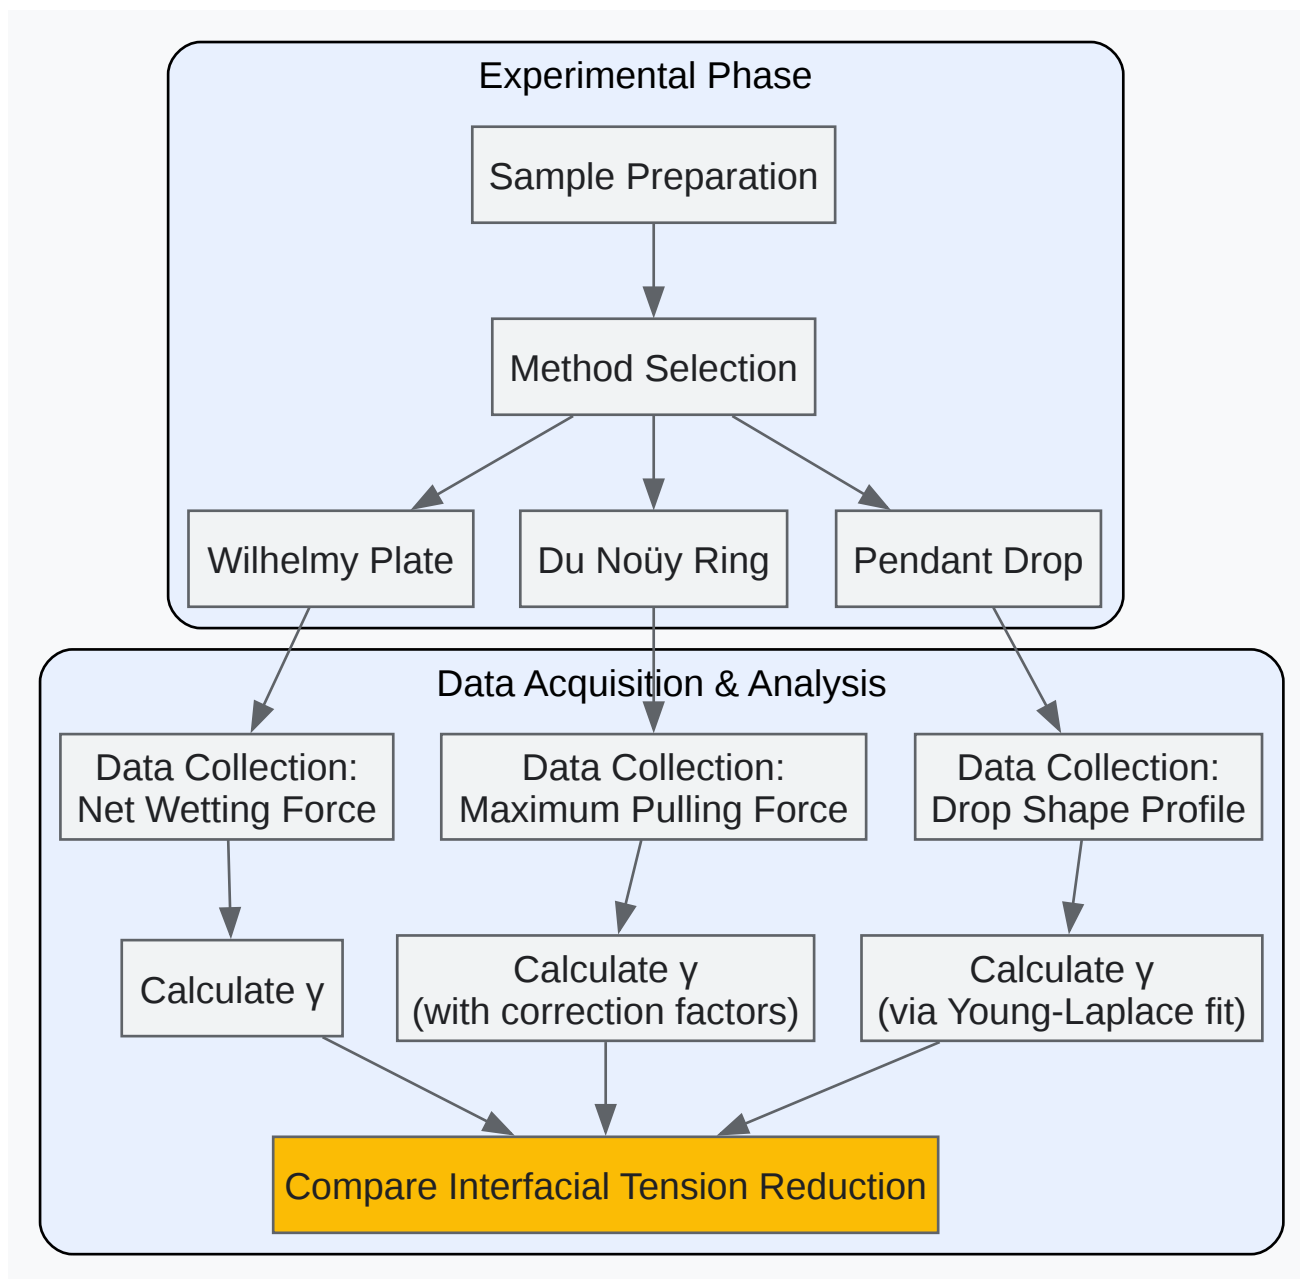 Experimental Phase
Sample Preparation
Method Selection
Wilhelmy Plate
Du Noüy Ring
Pendant Drop
Data Acquisition & Analysis
Data Collection:
Net Wetting Force
Data Collection:
Maximum Pulling Force
Data Collection:
Drop Shape Profile
Calculate γ
Calculate γ
(with correction factors)
Calculate γ
(via Young-Laplace fit)
Compare Interfacial Tension Reduction